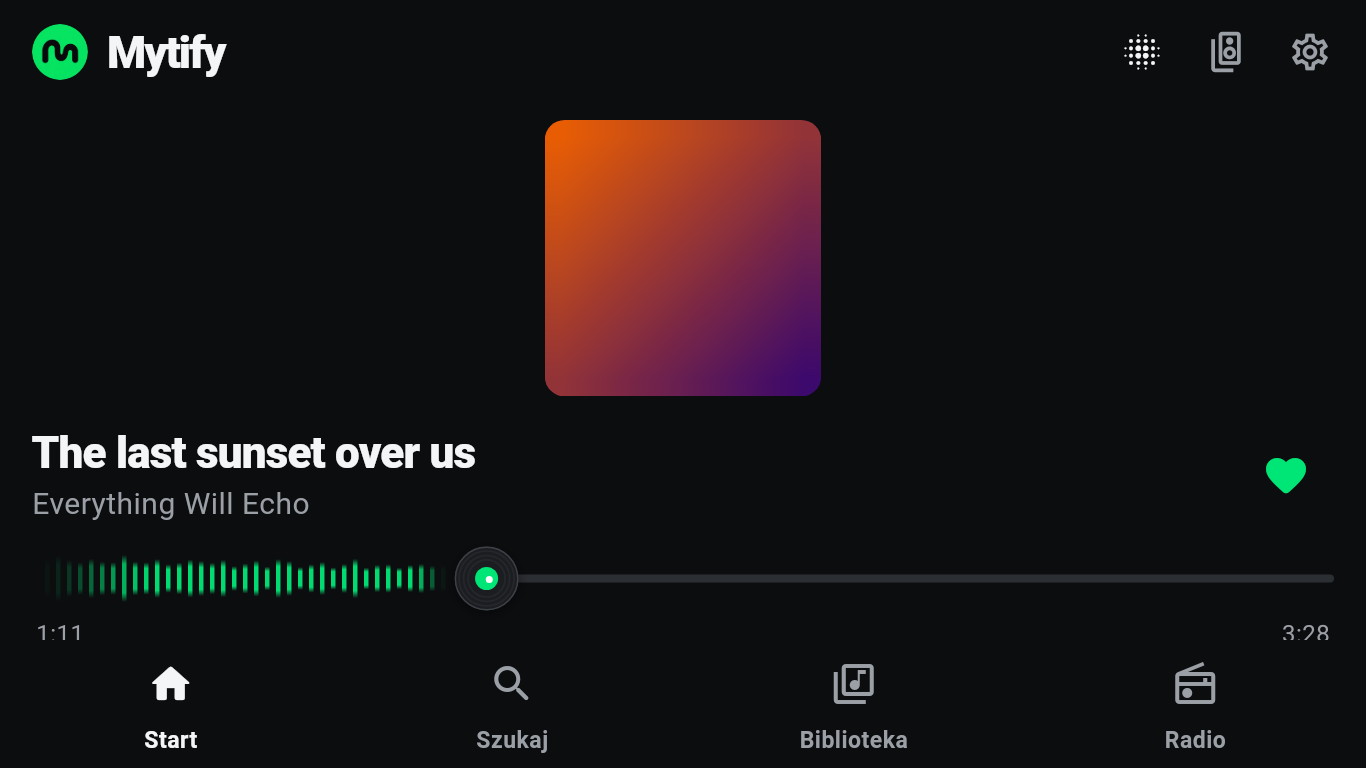 Mytify
The last sunset over us
Everything Will Echo
1:11
3:28
Start
Szukaj
Biblioteka
Radio